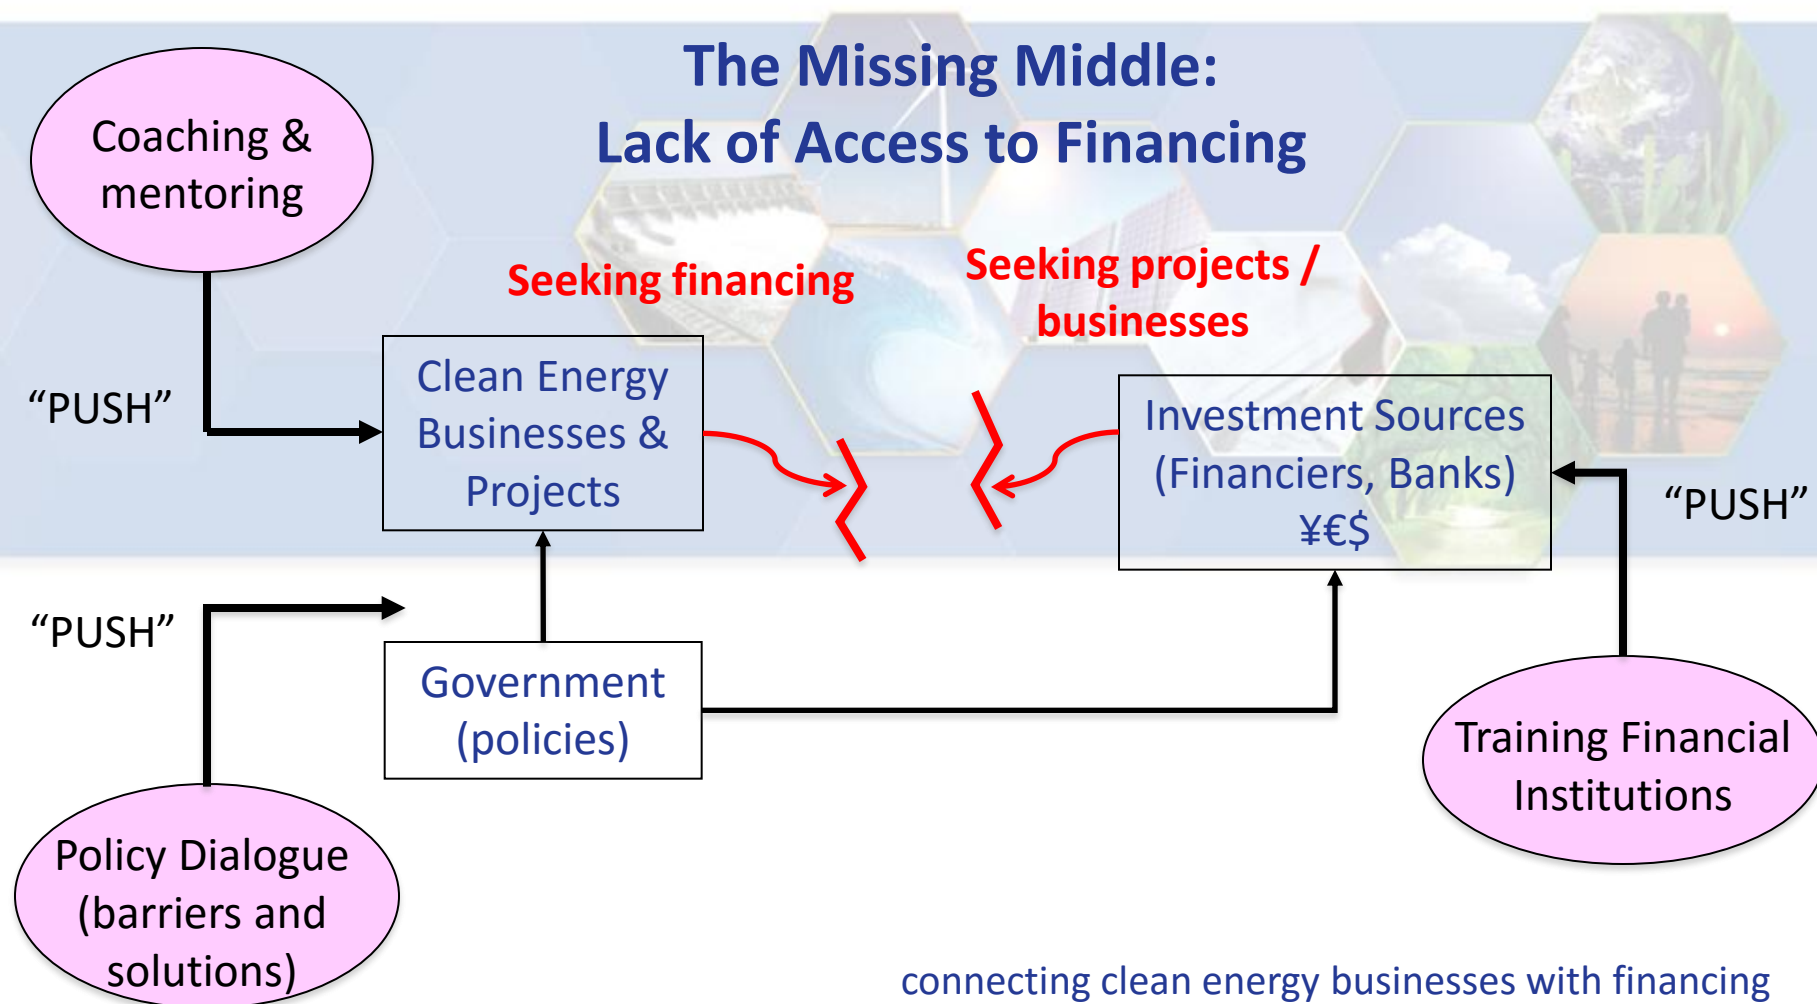 The Missing Middle:
Lack of Access to Financing
Coaching &
mentoring
Seeking financing
Seeking projects /
businesses
“PUSH”
Clean Energy
Businesses &
Projects
Investment Sources
(Financiers, Banks)
¥€$
“PUSH”
“PUSH”
Government
(policies)
Training Financial
Institutions
Policy Dialogue
(barriers and
solutions)
connecting clean energy businesses with financing